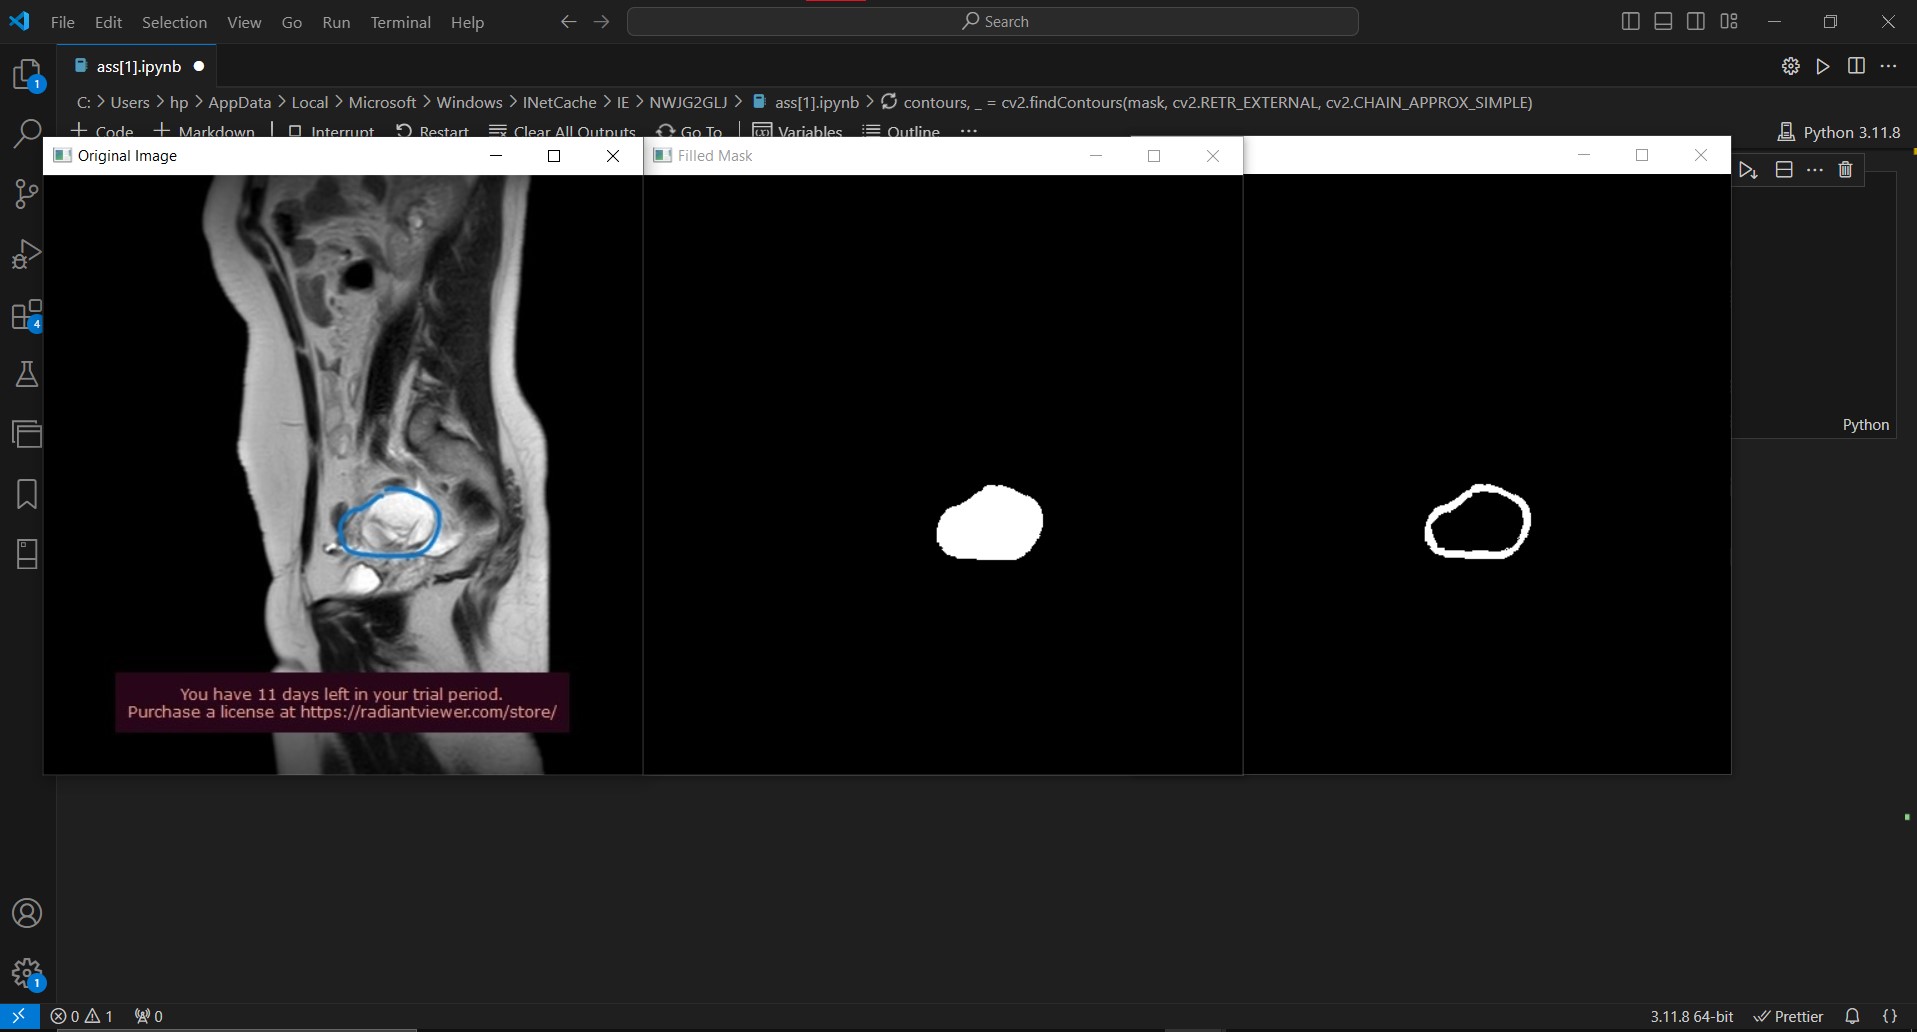 File Edit Selection View Go Run Terminal Help
Search
ass[1].ipynb
1
C: > Users > hp > AppData > Local > Microsoft > Windows > INetCache > IE > NWJG2GLJ > ass[1].ipynb > contours, _ = cv2.findContours(mask, cv2.RETR_EXTERNAL, cv2.CHAIN_APPROX_SIMPLE)
+ Code + Markdown Interrupt Restart Clear All Outputs Go To Variables Outline ...
Python 3.11.8
Original Image
Filled Mask
4
Python
You have 11 days left in your trial period.
Purchase a license at https://radiantviewer.com/store/
1
0 1 0
3.11.8 64-bit Prettier {}